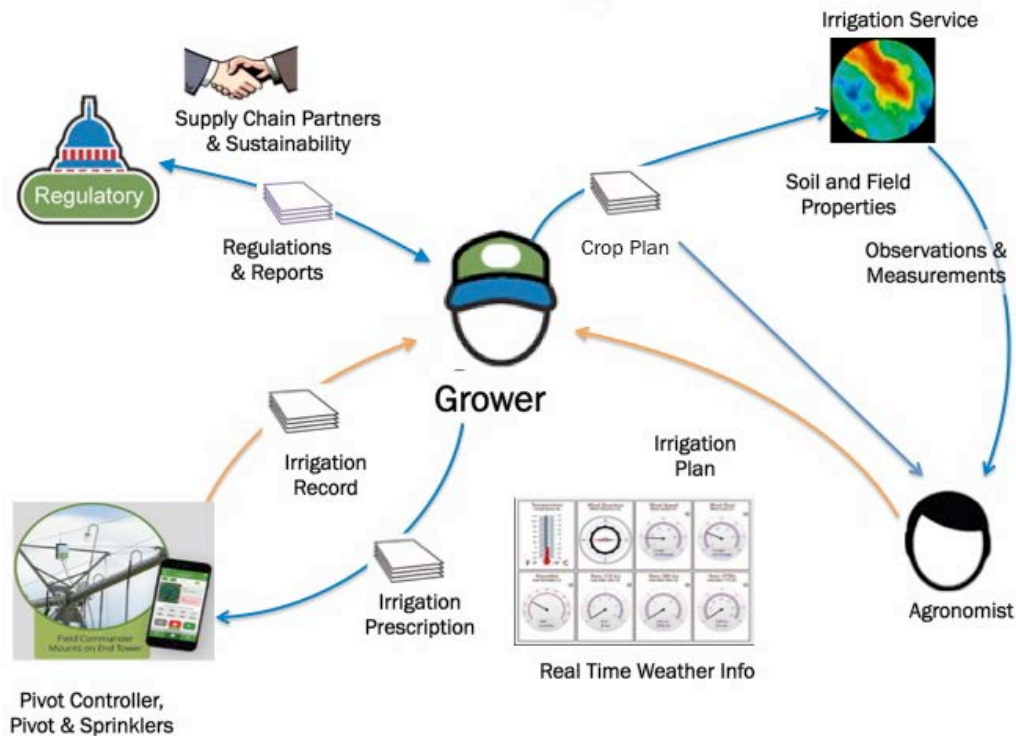 Irrigation Service
Supply Chain Partners
& Sustainability
Regulatory
Regulations
& Reports
Crop Plan
Soil and Field
Properties
Observations &
Measurements
Grower
Irrigation
Record
Irrigation
Plan
Irrigation
Prescription
Field Commander
Mounts on End Tower
F
C
Agronomist
Real Time Weather Info
Pivot Controller,
Pivot & Sprinklers